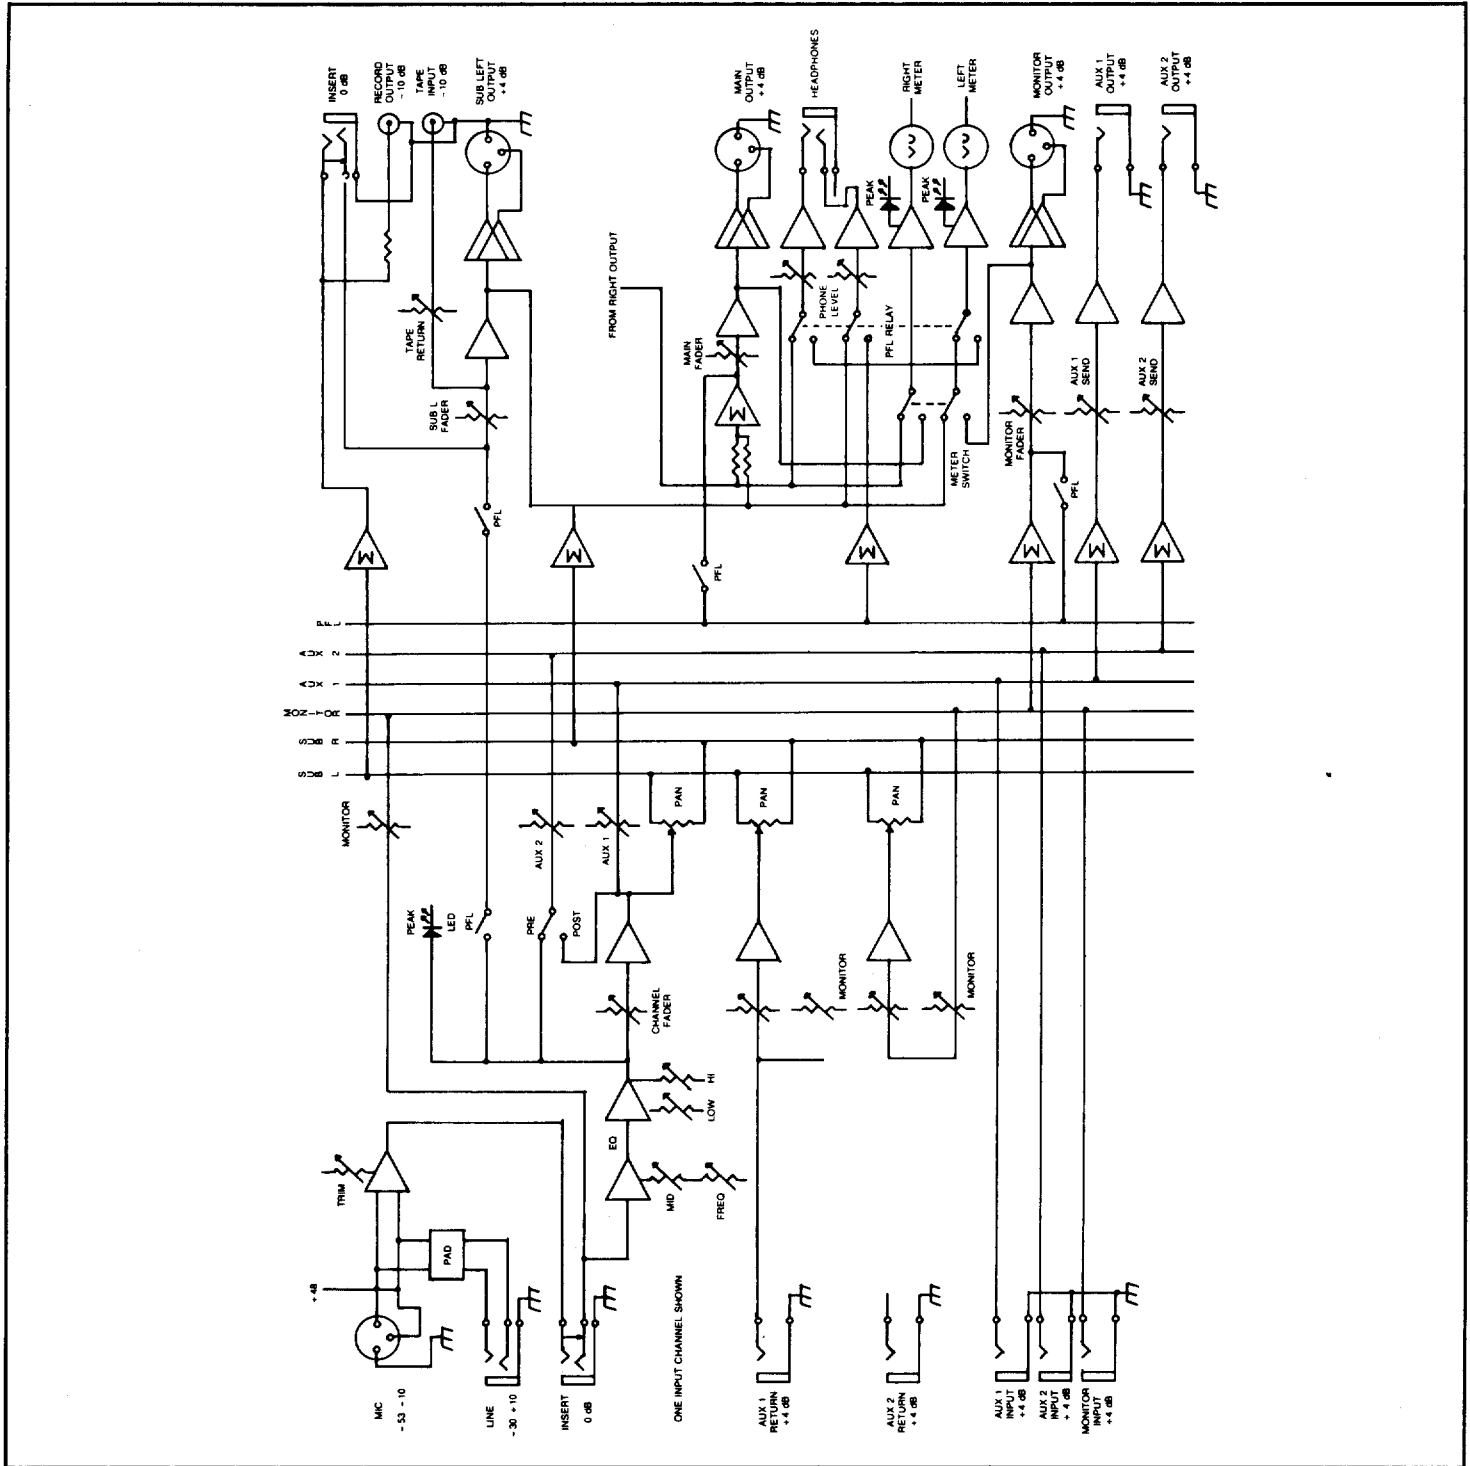 INSERT
0 dB
RECORD
OUTPUT
- 10 dB
TAPE
INPUT
- 10 dB
SUB LEFT
OUTPUT
+ 4 dB
MAIN
OUTPUT
+ 4 dB
HEADPHONES
RIGHT
METER
LEFT
METER
MONITOR
OUTPUT
+ 4 dB
AUX 1
OUTPUT
+ 4 dB
AUX 2
OUTPUT
+ 4 dB
PEAK
PEAK
TAPE
RETURN
FROM RIGHT OUTPUT
PHONE
LEVEL
PFL RELAY
SUB L
FADER
MAIN
FADER
MONITOR
FADER
AUX 1
SEND
AUX 2
SEND
METER
SWITCH
PFL
PFL
PFL
Σ
Σ
Σ
Σ
Σ
Σ
Σ
PFL
AUX 2
AUX 1
MONITOR
SUB R
SUB L
MONITOR
AUX 2
AUX 1
PAN
PAN
PAN
PEAK
LED
PFL
PRE
POST
CHANNEL
FADER
MONITOR
MONITOR
HI
LOW
EQ
MID
FREQ
TRIM
PAD
+ 48
MIC
- 53 - 10
LINE
- 30 + 10
INSERT
0 dB
ONE INPUT CHANNEL SHOWN
AUX 1
RETURN
+ 4 dB
AUX 2
RETURN
+ 4 dB
AUX 1
INPUT
+ 4 dB
AUX 2
INPUT
+ 4 dB
MONITOR
INPUT
+ 4 dB